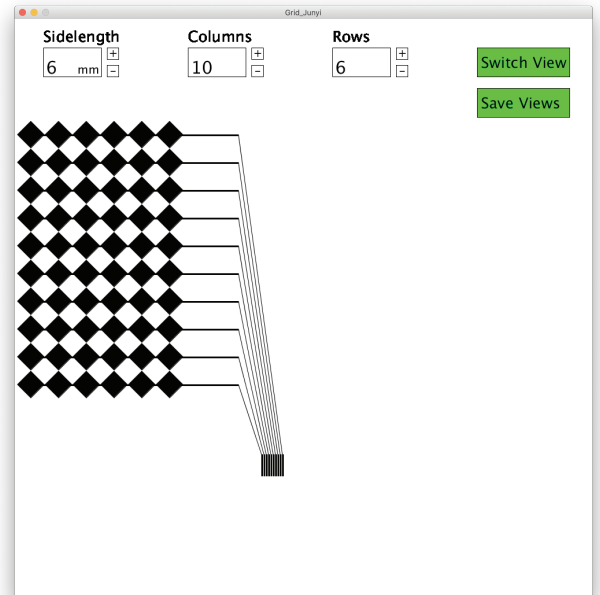 Grid_Junyi
Sidelength Columns Rows
6 mm + - 10 + - 6 + -
Switch View
Save Views